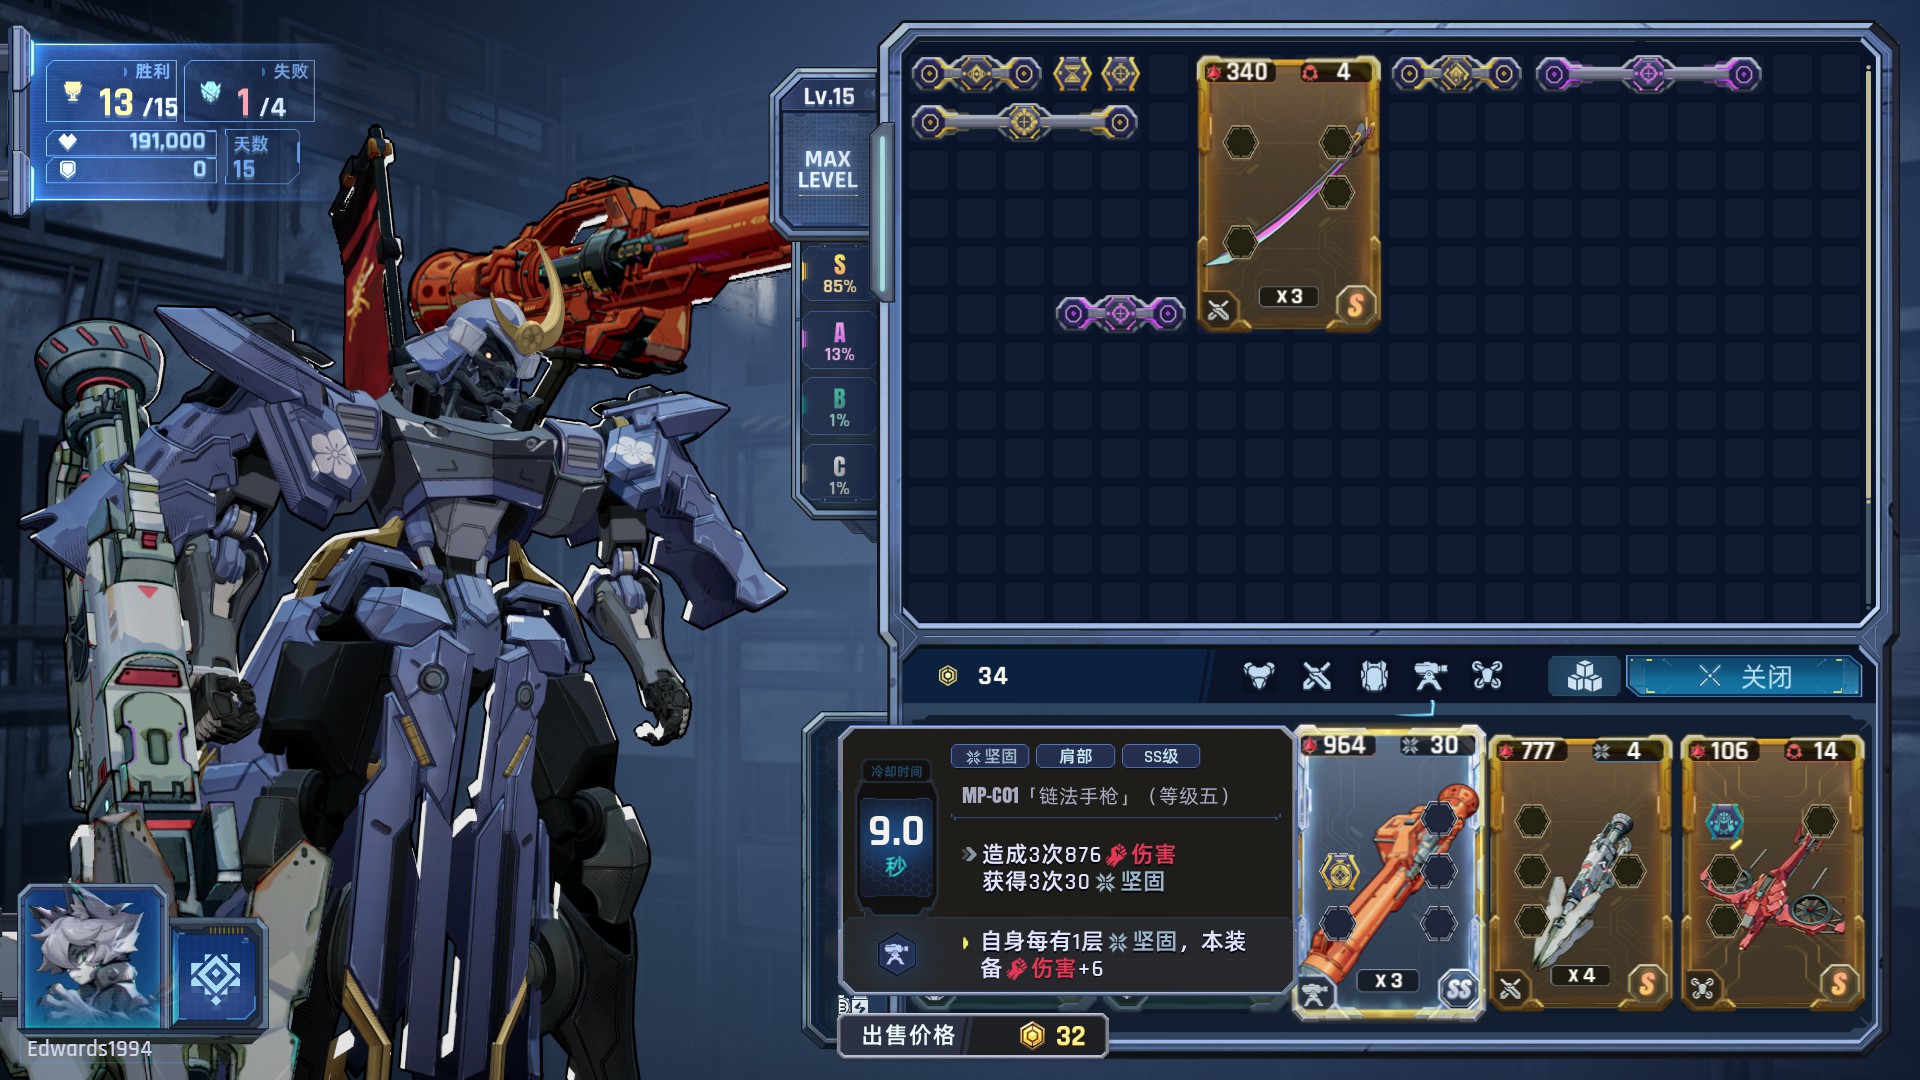 胜利
13 /15
失败
1 /4
191,000
0
天数
15
Lv.15
MAX
LEVEL
S
85%
A
13%
B
1%
C
1%
340
4
x3
S
34
关闭
坚固
肩部
SS级
冷却时间
9.0
秒
MP-C01「链法手枪」（等级五）
造成3次876伤害
获得3次30坚固
自身每有1层坚固，本装
备伤害+6
出售价格
32
964
30
x3
SS
777
4
x4
S
106
14
S
Edwards1994